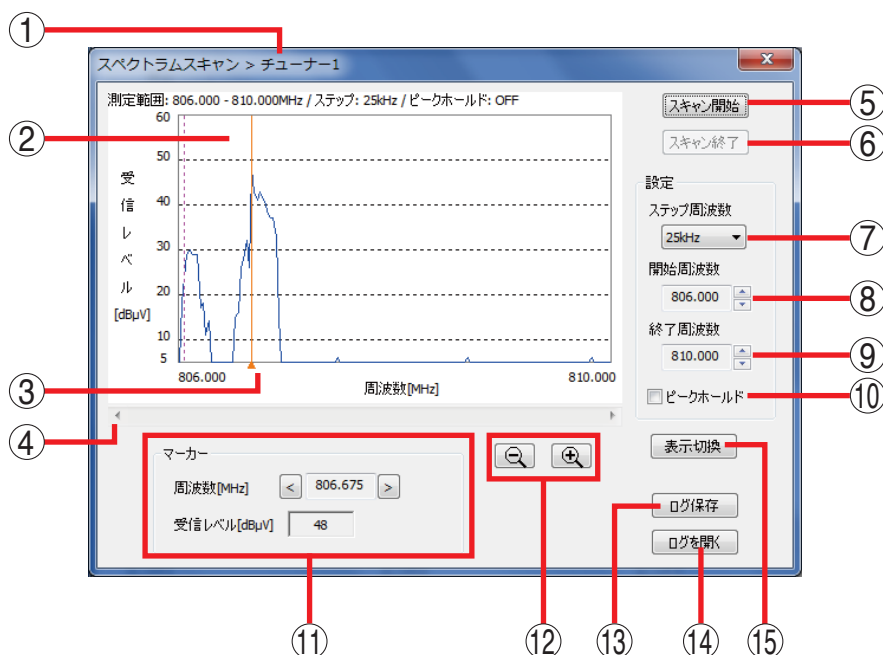 ①
スペクトラムスキャン > チューナー1
測定範囲: 806.000 - 810.000MHz / ステップ: 25kHz / ピークホールド: OFF
60
50
40
30
20
10
5
受信レベル
[dBμV]
806.000
810.000
周波数[MHz]
②
③
④
スキャン開始
⑤
スキャン終了
⑥
設定
ステップ周波数
25kHz
⑦
開始周波数
806.000
⑧
終了周波数
810.000
⑨
ピークホールド
⑩
マーカー
周波数[MHz]
<
806.675
>
受信レベル[dBμV]
48
表示切換
ログ保存
ログを開く
⑪
⑫
⑬
⑭
⑮